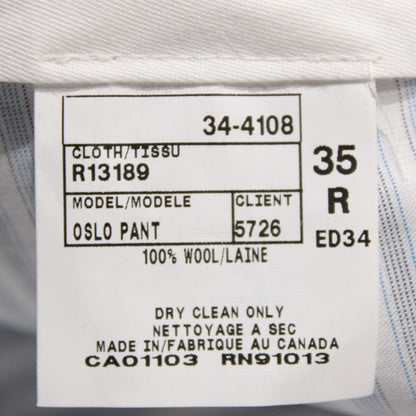 34-4108
CLOTH/TISSU
R13189
35
R
ED34
MODEL/MODELE CLIENT
OSLO PANT 5726
100% WOOL/LAINE
DRY CLEAN ONLY
NETTOYAGE A SEC
MADE IN/FABRIQUE AU CANADA
CA01103 RN91013